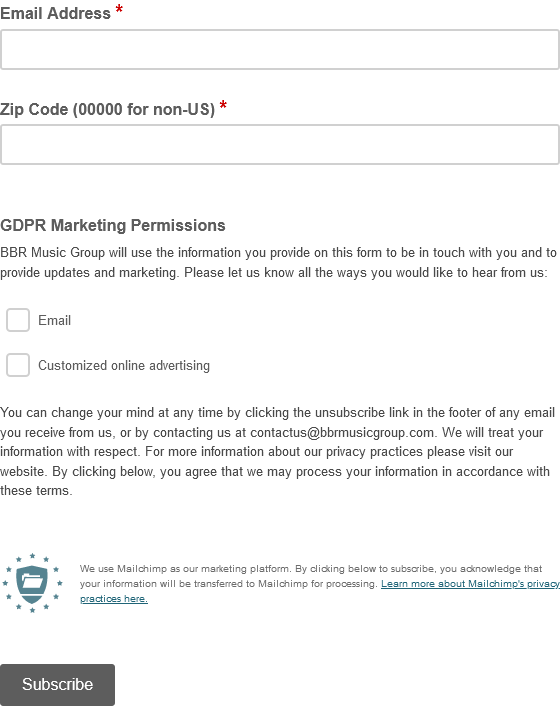 Email Address *
Zip Code (00000 for non-US) *
GDPR Marketing Permissions
BBR Music Group will use the information you provide on this form to be in touch with you and to
provide updates and marketing. Please let us know all the ways you would like to hear from us:
Email
Customized online advertising
You can change your mind at any time by clicking the unsubscribe link in the footer of any email
you receive from us, or by contacting us at contactus@bbrmusicgroup.com. We will treat your
information with respect. For more information about our privacy practices please visit our
website. By clicking below, you agree that we may process your information in accordance with
these terms.
We use Mailchimp as our marketing platform. By clicking below to subscribe, you acknowledge that
your information will be transferred to Mailchimp for processing. Learn more about Mailchimp's privacy
practices here.
Subscribe